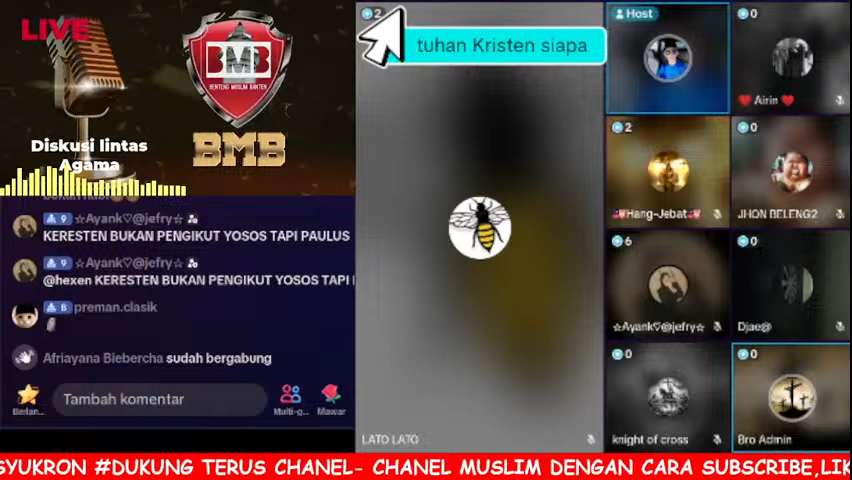 LIVE
BMB
BENTENG MUSLIM BANTEN
BMB
Diskusi lintas
Agama
9 ☆Ayank♡@jefry☆
KERESTEN BUKAN PENGIKUT YOSOS TAPI PAULUS
9 ☆Ayank♡@jefry☆
@hexen KERESTEN BUKAN PENGIKUT YOSOS TAPI
8 preman.clasik
Afriayana Biebercha sudah bergabung
Berlan...
Tambah komentar
Multi-g...
Mawar
2
tuhan Kristen siapa
LATO LATO
Host
0
❤️ Airin ❤️
2
🇲🇾Hang-Jebat🇲🇾
0
JHON BELENG2
6
☆Ayank♡@jefry☆
0
Djae@
0
knight of cross
0
Bro Admin
SYUKRON #DUKUNG TERUS CHANEL- CHANEL MUSLIM DENGAN CARA SUBSCRIBE,LIK